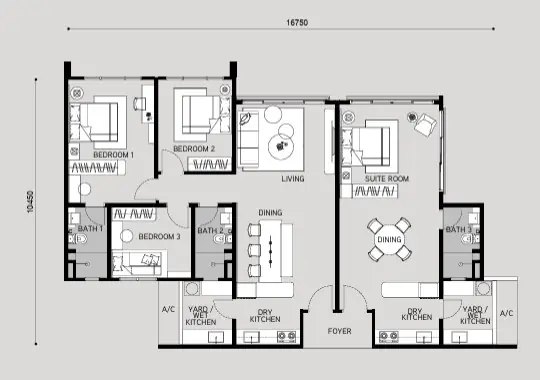 16750
10450
BEDROOM 1
BEDROOM 2
LIVING
SUITE ROOM
DINING
BATH 1
BEDROOM 3
BATH 2
DINING
BATH 3
A/C
YARD /
WET
KITCHEN
DRY
KITCHEN
FOYER
DRY
KITCHEN
YARD /
WET
KITCHEN
A/C